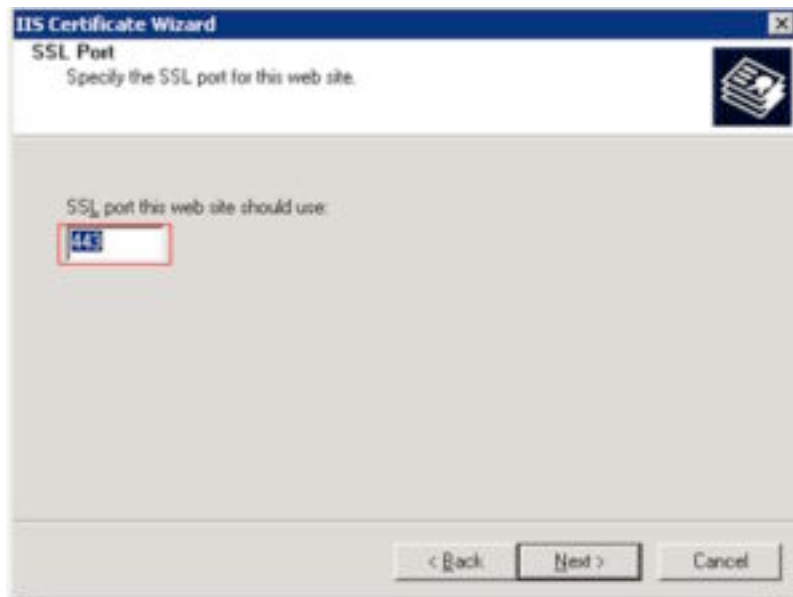 IIS Certificate Wizard
SSL Port
Specify the SSL port for this web site.
SSL port this web site should use:
443
< Back Next > Cancel